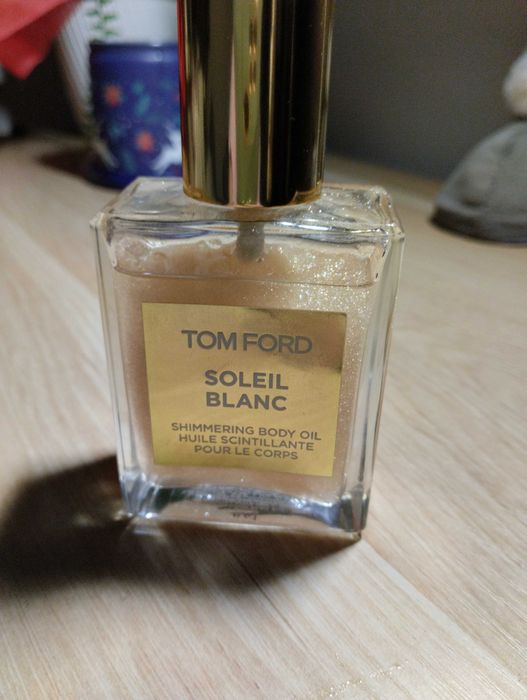 TOM FORD
SOLEIL
BLANC
SHIMMERING BODY OIL
HUILE SCINTILLANTE
POUR LE CORPS